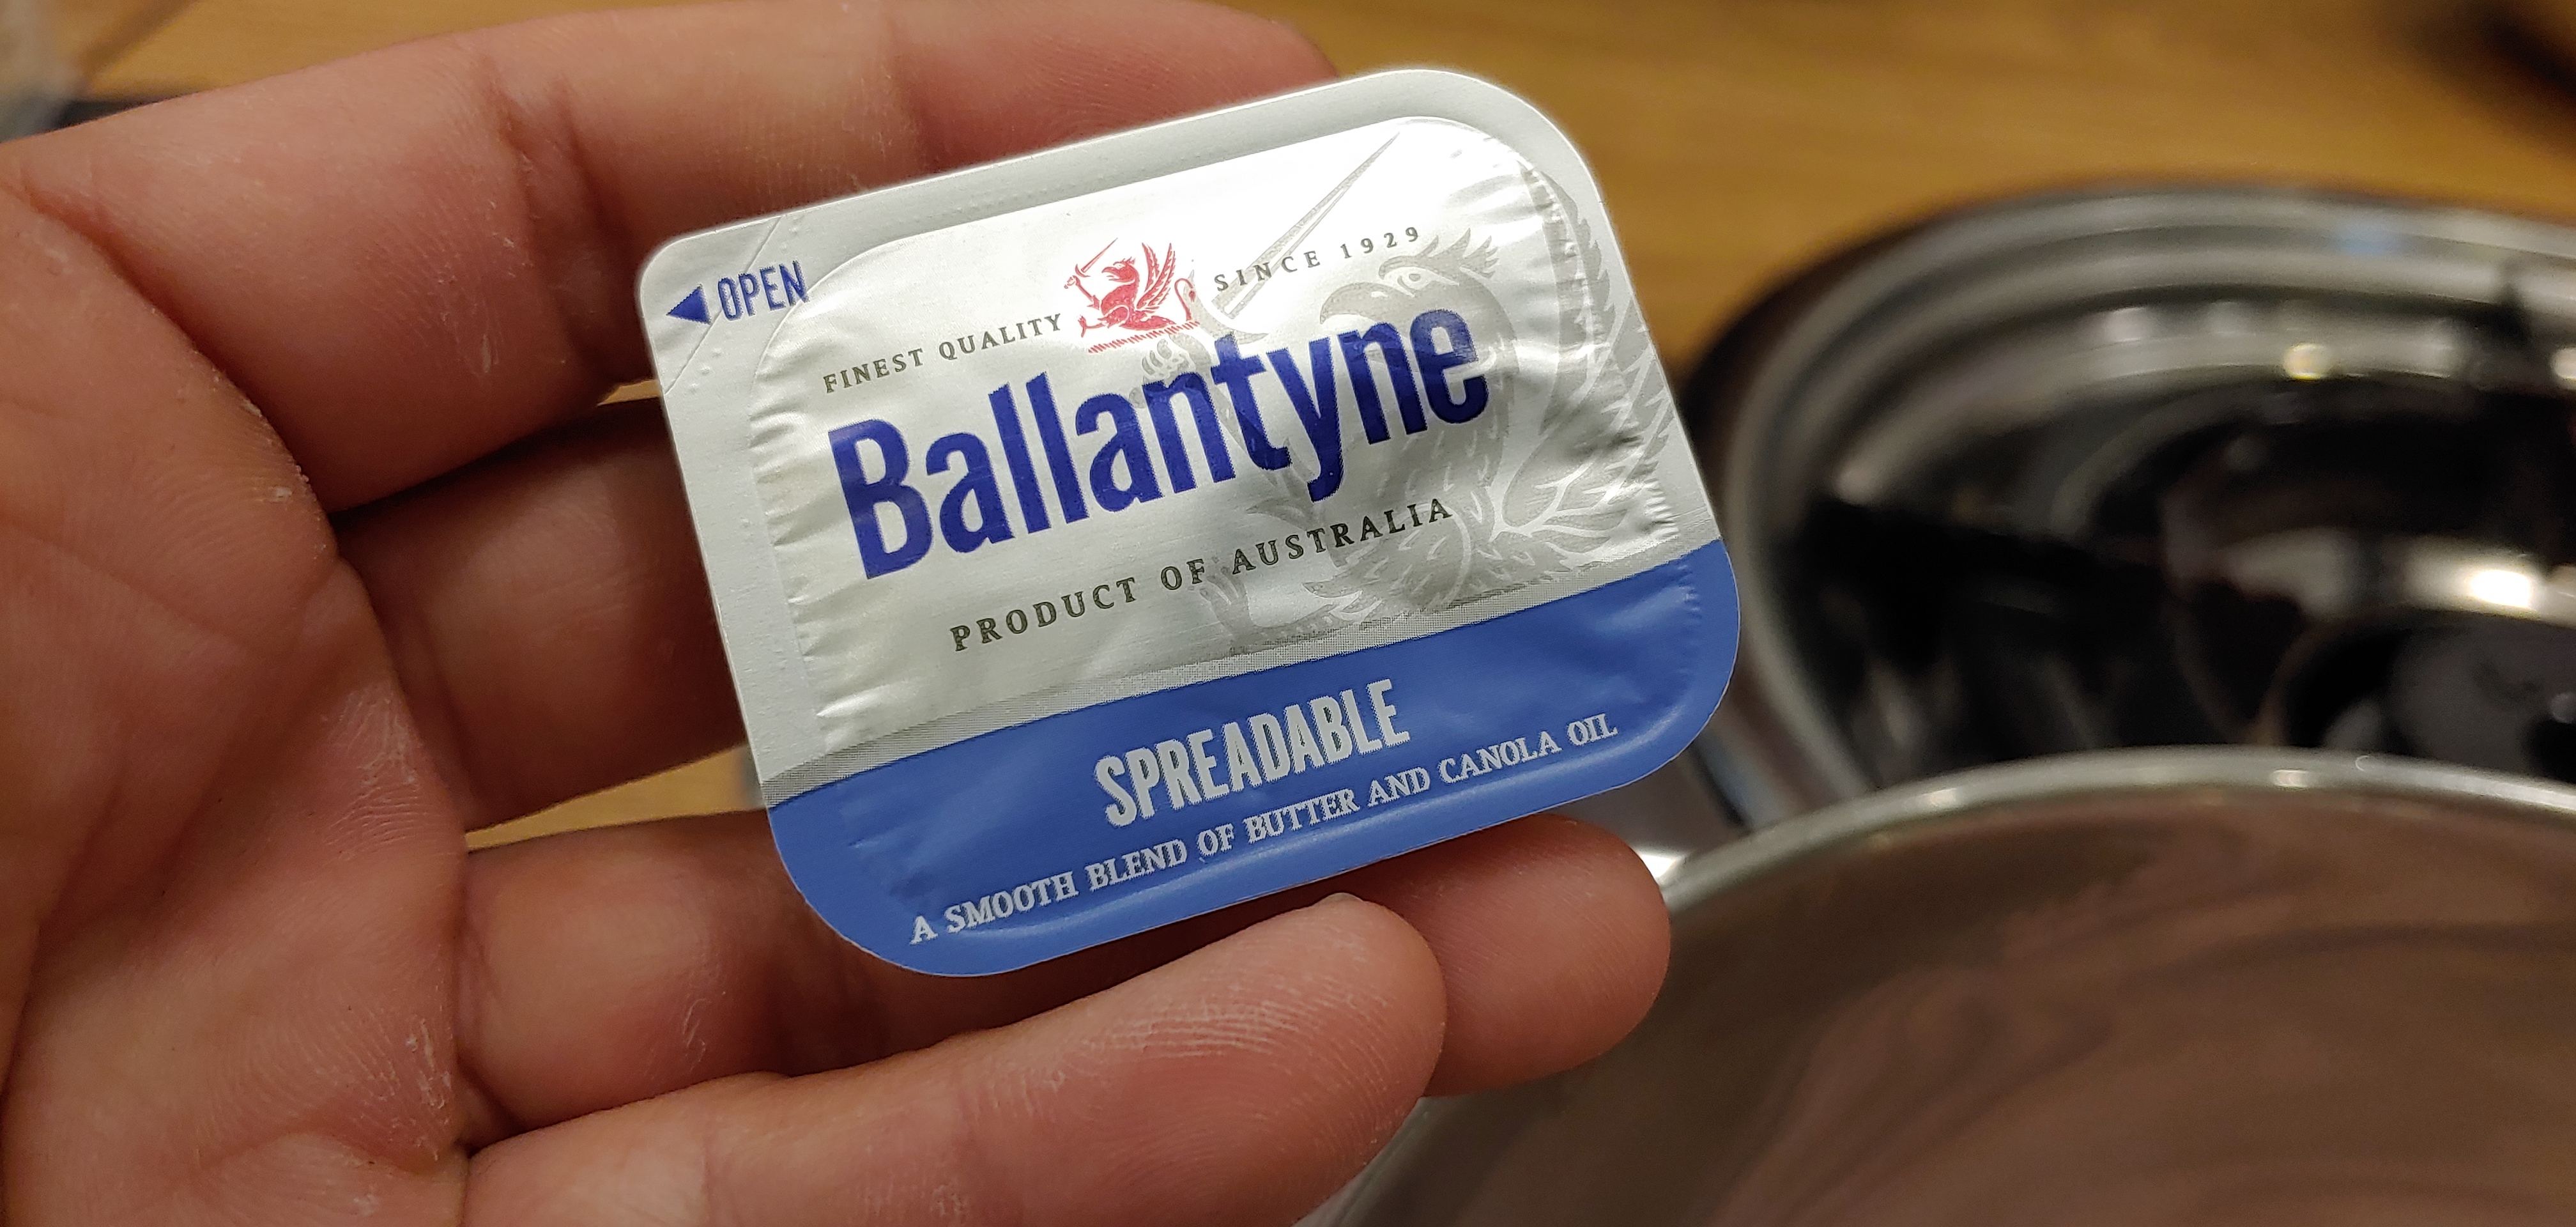 OPEN
FINEST QUALITY SINCE 1929
Ballantyne
PRODUCT OF AUSTRALIA
SPREADABLE
A SMOOTH BLEND OF BUTTER AND CANOLA OIL